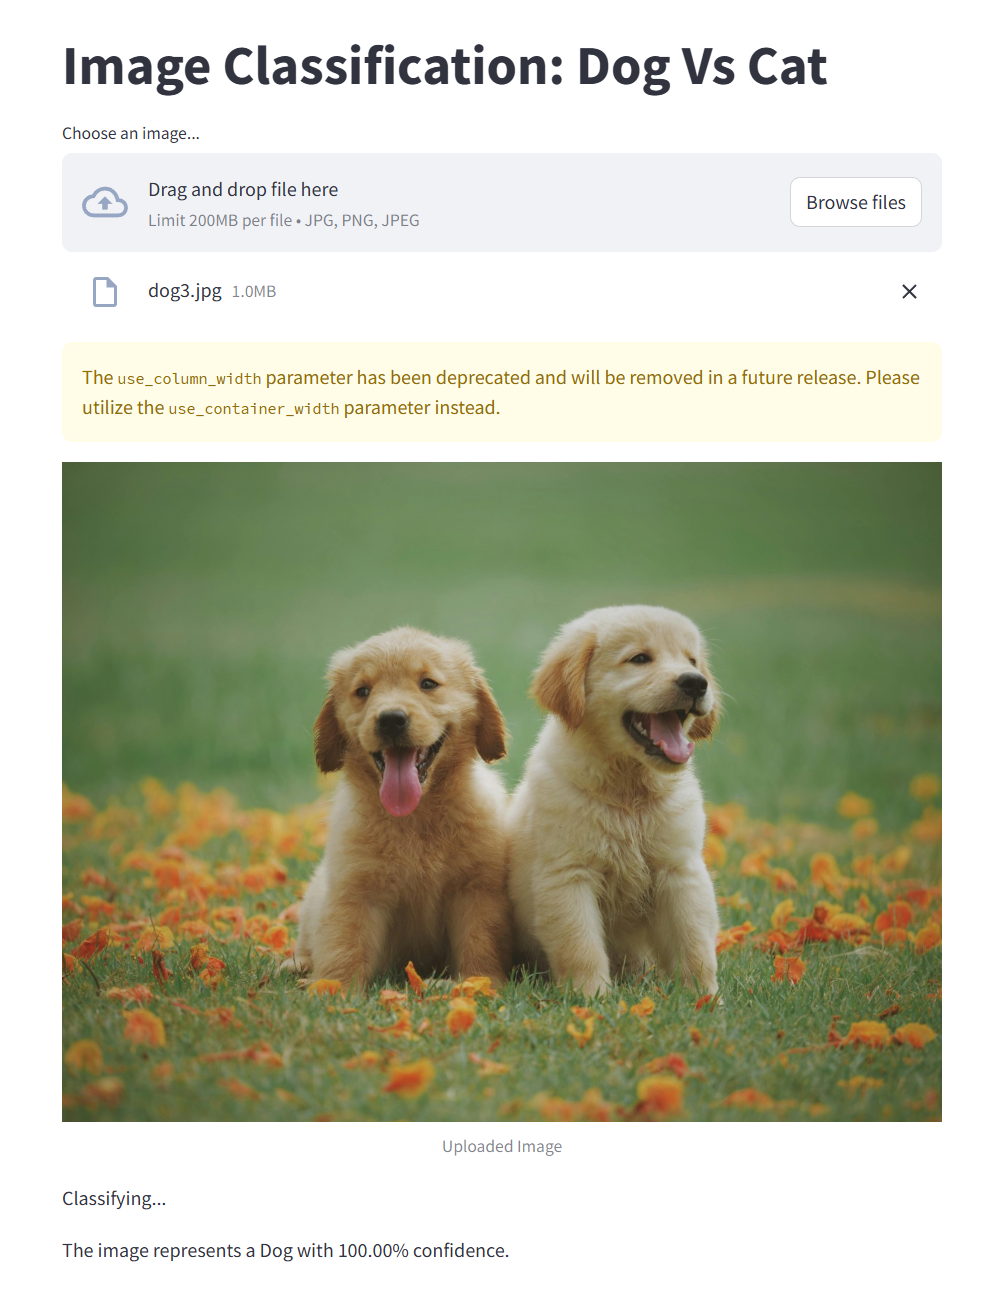 Image Classification: Dog Vs Cat
Choose an image...
Drag and drop file here
Limit 200MB per file • JPG, PNG, JPEG
Browse files
dog3.jpg 1.0MB
The use_column_width parameter has been deprecated and will be removed in a future release. Please
utilize the use_container_width parameter instead.
Uploaded Image
Classifying...
The image represents a Dog with 100.00% confidence.